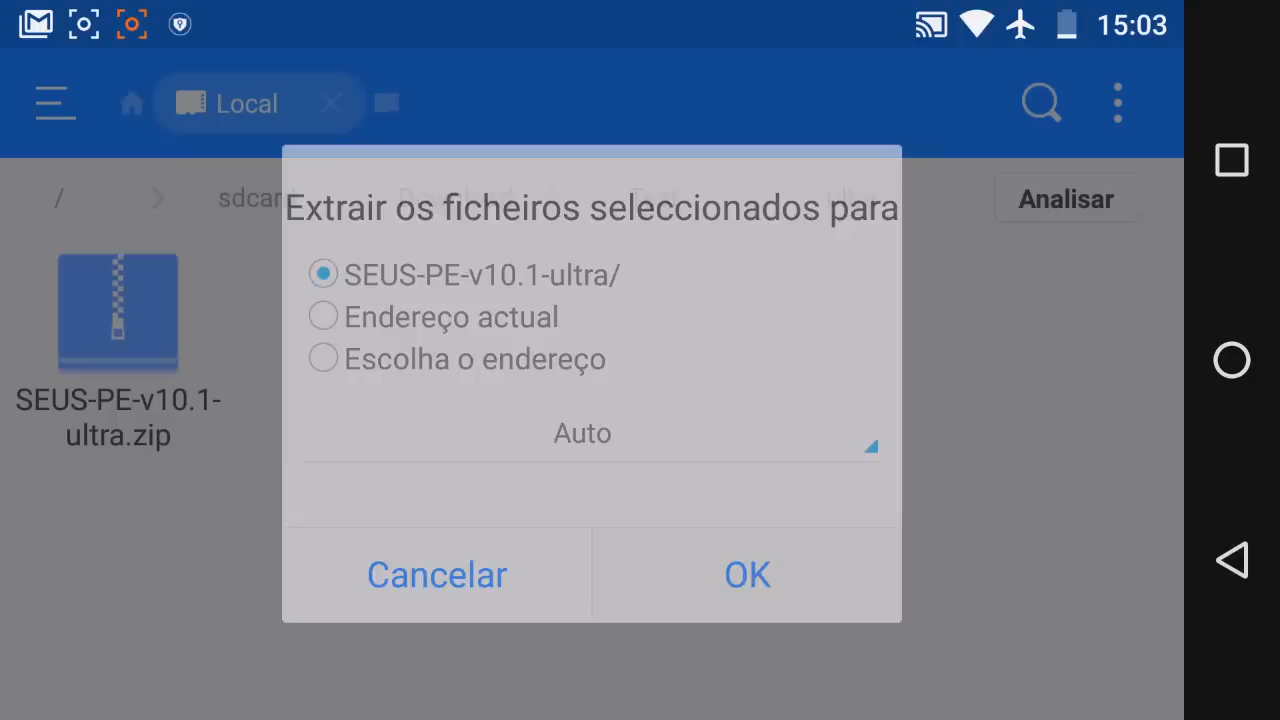 15:03
Local
/ sdcard
Analisar
Extrair os ficheiros seleccionados para
SEUS-PE-v10.1-ultra/
Endereço actual
Escolha o endereço
Auto
Cancelar OK
SEUS-PE-v10.1-
ultra.zip